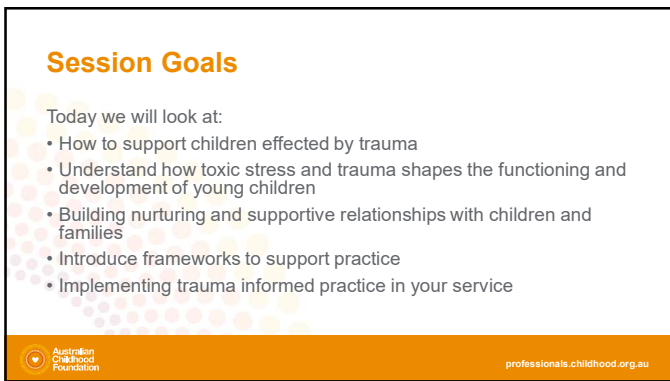 Session Goals
Today we will look at:
• How to support children effected by trauma
• Understand how toxic stress and trauma shapes the functioning and
development of young children
• Building nurturing and supportive relationships with children and
families
• Introduce frameworks to support practice
• Implementing trauma informed practice in your service
Australian
Childhood
Foundation
professionals.childhood.org.au